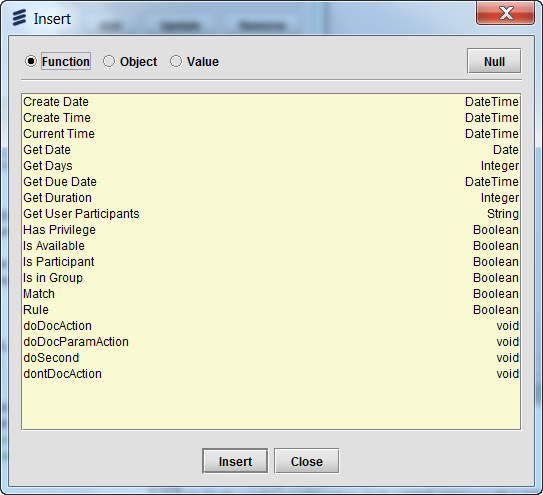 Insert
Function Object Value Null
Create Date DateTime
Create Time DateTime
Current Time DateTime
Get Date Date
Get Days Integer
Get Due Date DateTime
Get Duration Integer
Get User Participants String
Has Privilege Boolean
Is Available Boolean
Is Participant Boolean
Is in Group Boolean
Match Boolean
Rule Boolean
doDocAction void
doDocParamAction void
doSecond void
dontDocAction void
Insert Close